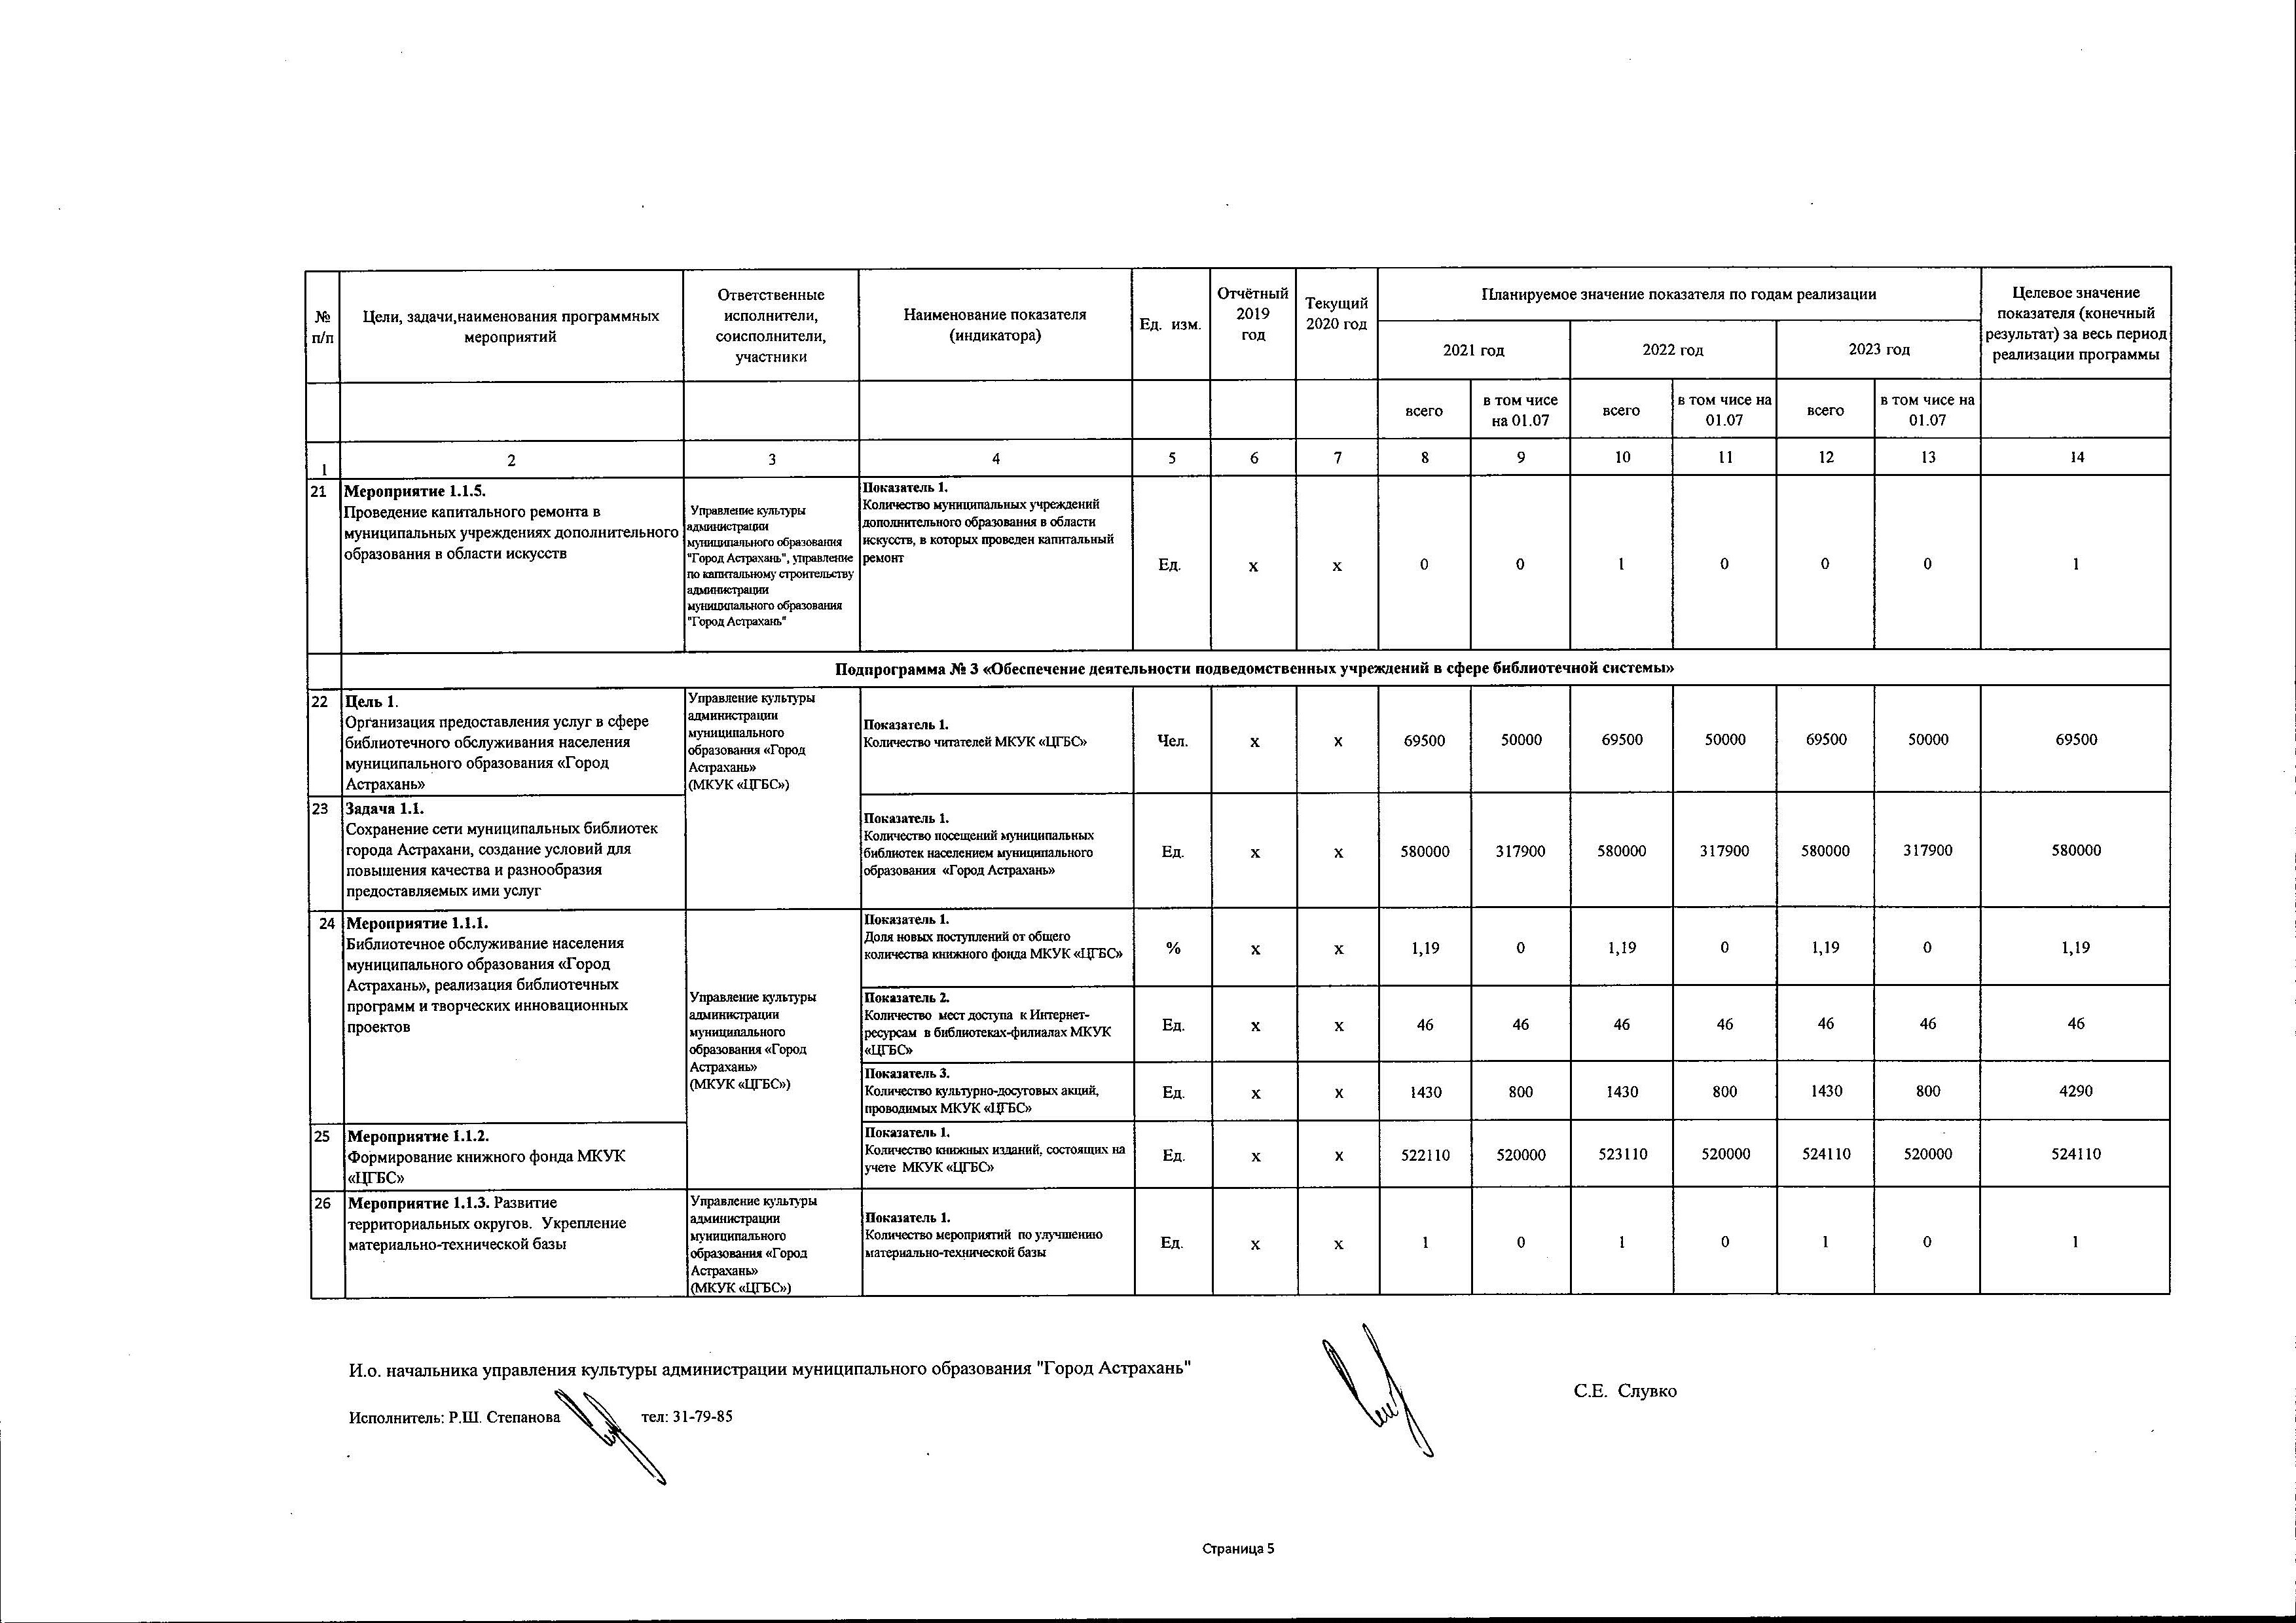 № п/п
Цели, задачи,наименования программных
мероприятий
Ответственные
исполнители,
соисполнители,
участники
Наименование показателя
(индикатора)
Ед. изм.
Отчётный
2019
год
Текущий
2020 год
Планируемое значение показателя по годам реализации
2021 год
2022 год
2023 год
Целевое значение
показателя (конечный
результат) за весь период
реализации программы
всего
в том чисе
на 01.07
всего
в том чисе на
01.07
всего
в том чисе на
01.07
1 2 3 4 5 6 7 8 9 10 11 12 13 14
21
Мероприятие 1.1.5.
Проведение капитального ремонта в
муниципальных учреждениях дополнительного
образования в области искусств
Управление культуры
администрации
муниципального образования
"Город Астрахань", управление
по капитальному строительству
администрации
муниципального образования
"Город Астрахань"
Показатель 1.
Количество муниципальных учреждений
дополнительного образования в области
искусств, в которых проведен капитальный
ремонт
Ед. х х 0 0 1 0 0 0 1
Подпрограмма № 3 «Обеспечение деятельности подведомственных учреждений в сфере библиотечной системы»
22
Цель 1.
Организация предоставления услуг в сфере
библиотечного обслуживания населения
муниципального образования «Город
Астрахань»
Управление культуры
администрации
муниципального
образования «Город
Астрахань»
(МКУК «ЦГБС»)
Показатель 1.
Количество читателей МКУК «ЦГБС»
Чел. х х 69500 50000 69500 50000 69500 50000 69500
23
Задача 1.1.
Сохранение сети муниципальных библиотек
города Астрахани, создание условий для
повышения качества и разнообразия
предоставляемых ими услуг
Показатель 1.
Количество посещений муниципальных
библиотек населением муниципального
образования «Город Астрахань»
Ед. х х 580000 317900 580000 317900 580000 317900 580000
24
Мероприятие 1.1.1.
Библиотечное обслуживание населения
муниципального образования «Город
Астрахань», реализация библиотечных
программ и творческих инновационных
проектов
Управление культуры
администрации
муниципального
образования «Город
Астрахань»
(МКУК «ЦГБС»)
Показатель 1.
Доля новых поступлений от общего
количества книжного фонда МКУК «ЦГБС»
% х х 1,19 0 1,19 0 1,19 0 1,19
Показатель 2.
Количество мест доступа к Интернет-
ресурсам в библиотеках-филиалах МКУК
«ЦГБС»
Ед. х х 46 46 46 46 46 46 46
Показатель 3.
Количество культурно-досуговых акций,
проводимых МКУК «ЦГБС»
Ед. х х 1430 800 1430 800 1430 800 4290
25
Мероприятие 1.1.2.
Формирование книжного фонда МКУК
«ЦГБС»
Показатель 1.
Количество книжных изданий, состоящих на
учете МКУК «ЦГБС»
Ед. х х 522110 520000 523110 520000 524110 520000 524110
26
Мероприятие 1.1.3. Развитие
территориальных округов. Укрепление
материально-технической базы
Управление культуры
администрации
муниципального
образования «Город
Астрахань»
(МКУК «ЦГБС»)
Показатель 1.
Количество мероприятий по улучшению
материально-технической базы
Ед. х х 1 0 1 0 1 0 1
И.о. начальника управления культуры администрации муниципального образования "Город Астрахань"
С.Е. Слувко
Исполнитель: Р.Ш. Степанова тел: 31-79-85
Страница 5